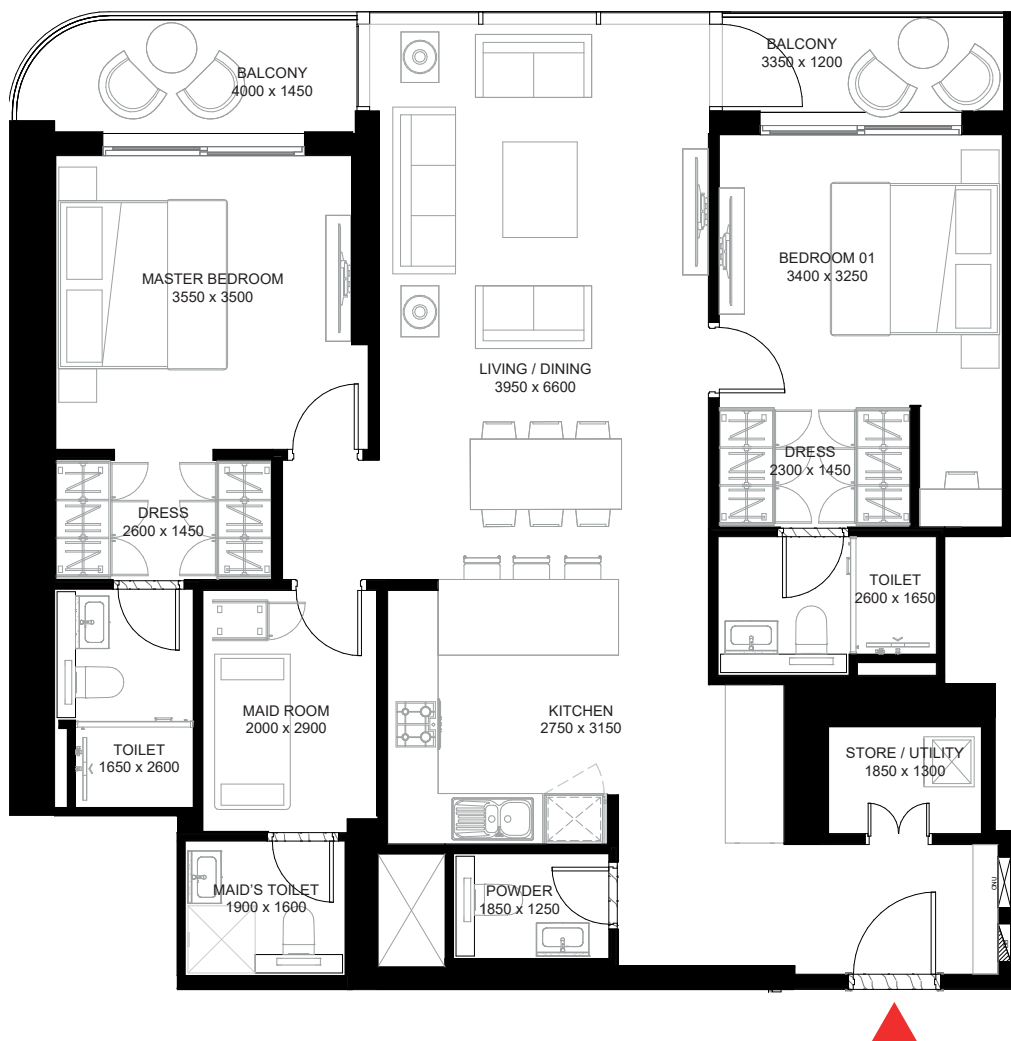 BALCONY
4000 x 1450
BALCONY
3350 x 1200
MASTER BEDROOM
3550 x 3500
BEDROOM 01
3400 x 3250
LIVING / DINING
3950 x 6600
DRESS
2600 x 1450
DRESS
2300 x 1450
TOILET
2600 x 1650
MAID ROOM
2000 x 2900
KITCHEN
2750 x 3150
TOILET
1650 x 2600
STORE / UTILITY
1850 x 1300
MAID'S TOILET
1900 x 1600
POWDER
1850 x 1250